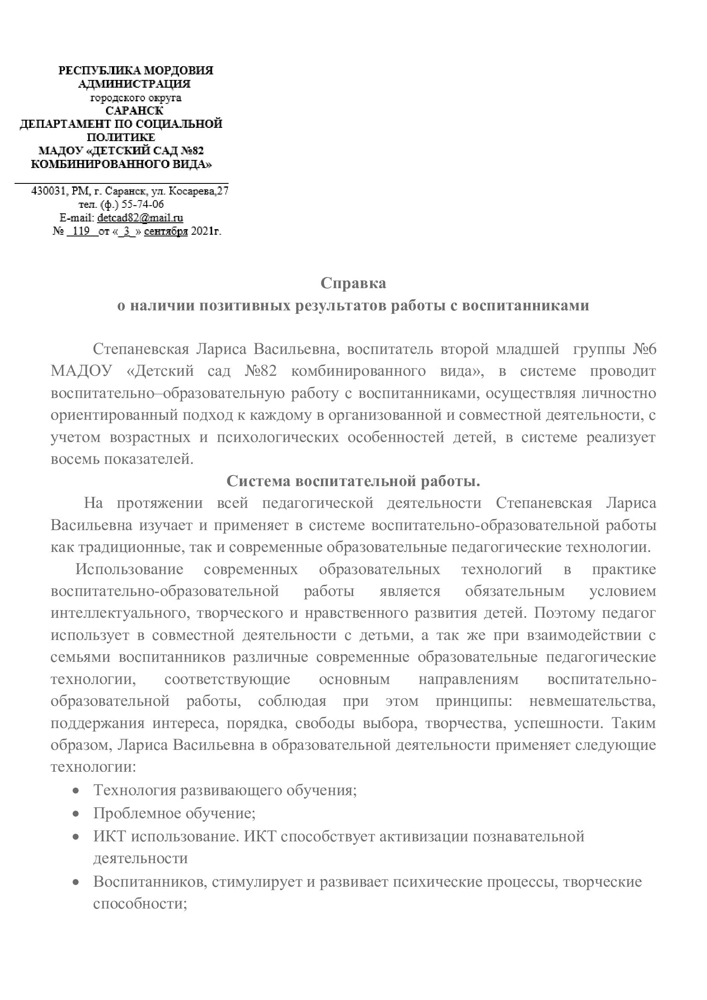 РЕСПУБЛИКА МОРДОВИЯ
АДМИНИСТРАЦИЯ
городского округа
САРАНСК
ДЕПАРТАМЕНТ ПО СОЦИАЛЬНОЙ
ПОЛИТИКЕ
МАДОУ «ДЕТСКИЙ САД №82
КОМБИНИРОВАННОГО ВИДА»
430031, РМ, г. Саранск, ул. Косарева,27
тел. (ф.) 55-74-06
E-mail: detcad82@mail.ru
№ _119_ от «_3_» сентября 2021г.
Справка
о наличии позитивных результатов работы с воспитанниками
Степаневская Лариса Васильевна, воспитатель второй младшей группы №6
МАДОУ «Детский сад №82 комбинированного вида», в системе проводит
воспитательно–образовательную работу с воспитанниками, осуществляя личностно
ориентированный подход к каждому в организованной и совместной деятельности, с
учетом возрастных и психологических особенностей детей, в системе реализует
восемь показателей.
Система воспитательной работы.
На протяжении всей педагогической деятельности Степаневская Лариса
Васильевна изучает и применяет в системе воспитательно-образовательной работы
как традиционные, так и современные образовательные педагогические технологии.
Использование современных образовательных технологий в практике
воспитательно-образовательной работы является обязательным условием
интеллектуального, творческого и нравственного развития детей. Поэтому педагог
использует в совместной деятельности с детьми, а так же при взаимодействии с
семьями воспитанников различные современные образовательные педагогические
технологии, соответствующие основным направлениям воспитательно-
образовательной работы, соблюдая при этом принципы: невмешательства,
поддержания интереса, порядка, свободы выбора, творчества, успешности. Таким
образом, Лариса Васильевна в образовательной деятельности применяет следующие
технологии:
• Технология развивающего обучения;
• Проблемное обучение;
• ИКТ использование. ИКТ способствует активизации познавательной
деятельности
• Воспитанников, стимулирует и развивает психические процессы, творческие
способности;